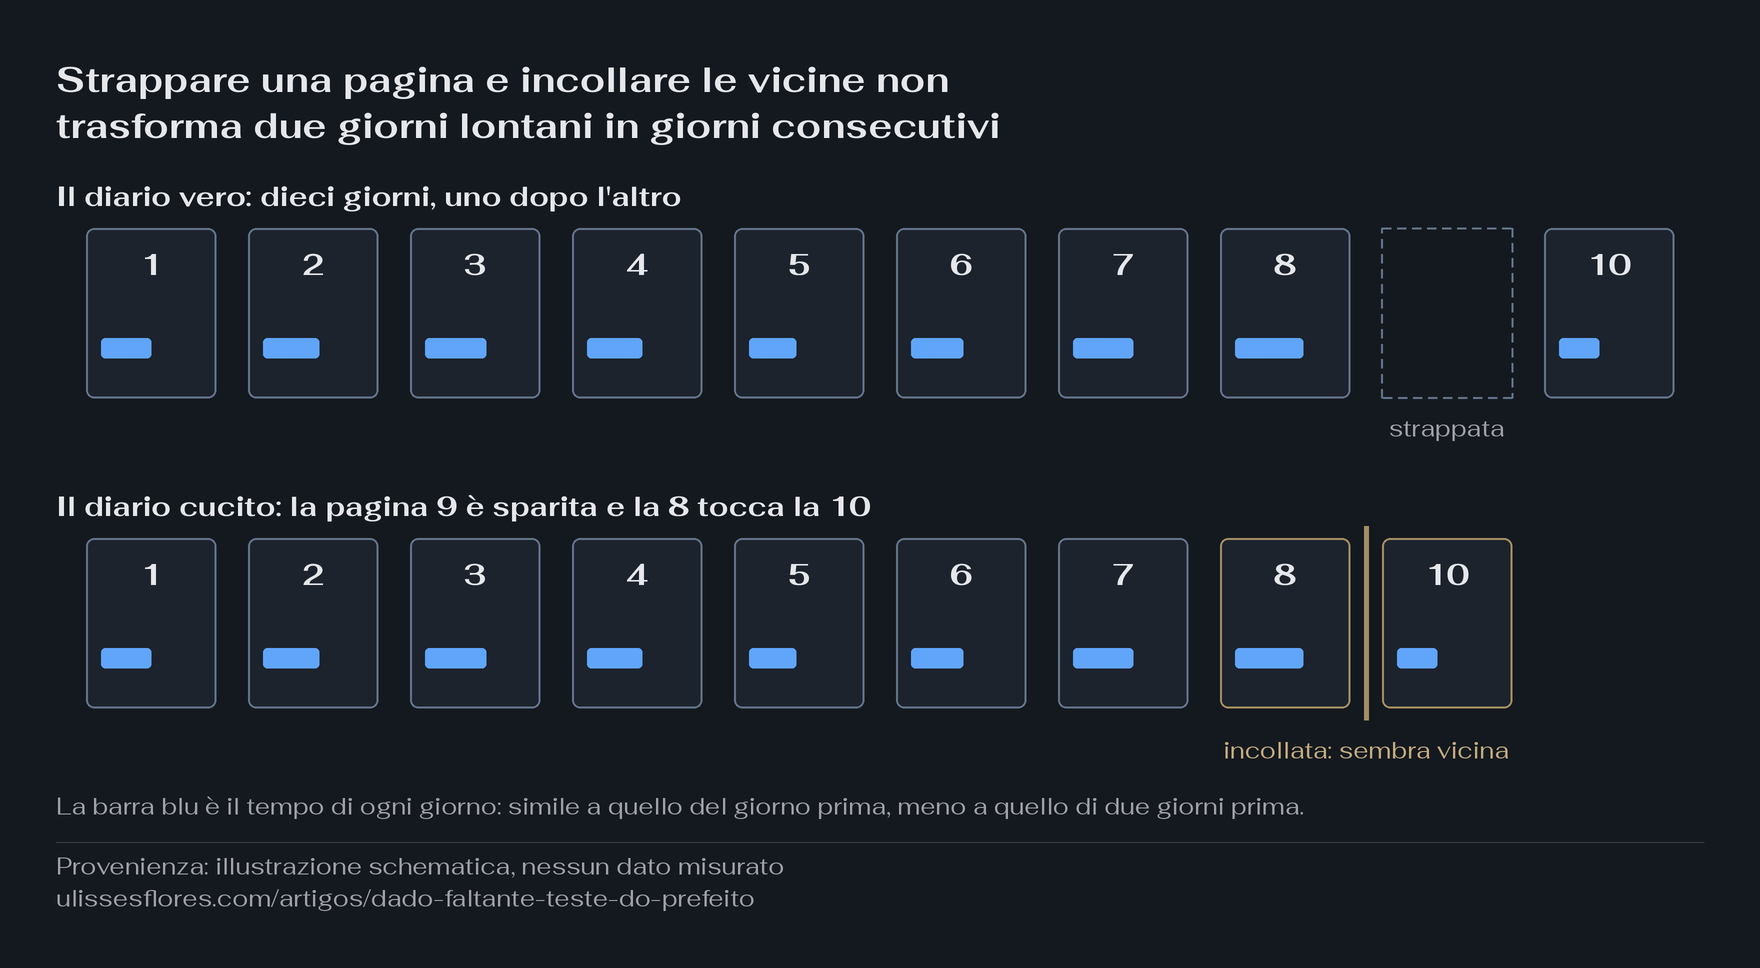 Strappare una pagina e incollare le vicine non
trasforma due giorni lontani in giorni consecutivi
Il diario vero: dieci giorni, uno dopo l'altro
1 2 3 4 5 6 7 8 10
strappata
Il diario cucito: la pagina 9 è sparita e la 8 tocca la 10
1 2 3 4 5 6 7 8 10
incollata: sembra vicina
La barra blu è il tempo di ogni giorno: simile a quello del giorno prima, meno a quello di due giorni prima.
Provenienza: illustrazione schematica, nessun dato misurato
ulissesflores.com/artigos/dado-faltante-teste-do-prefeito